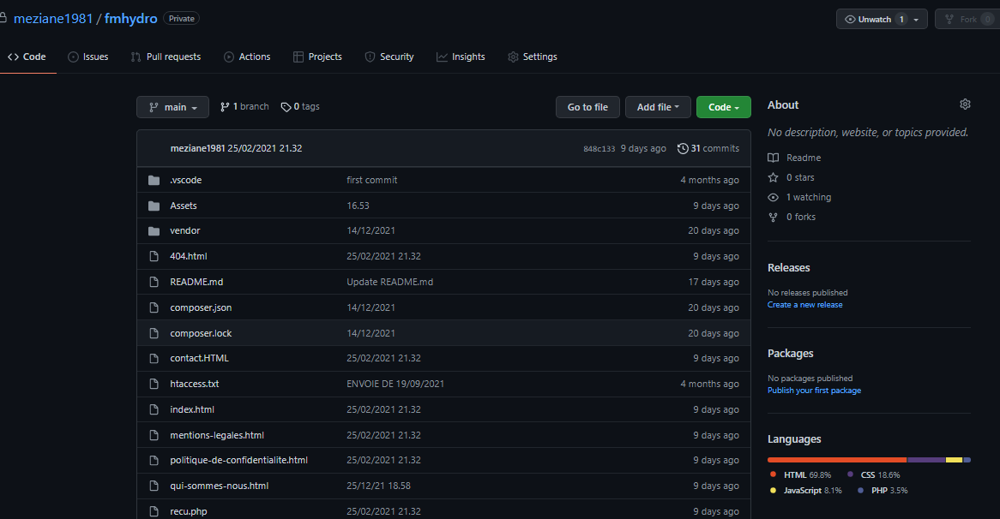 meziane1981 / fmhydro Private
Unwatch 1 Fork 0
Code Issues Pull requests Actions Projects Security Insights Settings
main 1 branch 0 tags Go to file Add file Code
meziane1981 25/02/2021 21.32 848c133 9 days ago 31 commits
.vscode first commit 4 months ago
Assets 16.53 9 days ago
vendor 14/12/2021 20 days ago
404.html 25/02/2021 21.32 9 days ago
README.md Update README.md 17 days ago
composer.json 14/12/2021 20 days ago
composer.lock 14/12/2021 20 days ago
contact.HTML 25/02/2021 21.32 9 days ago
htaccess.txt ENVOIE DE 19/09/2021 4 months ago
index.html 25/02/2021 21.32 9 days ago
mentions-legales.html 25/02/2021 21.32 9 days ago
politique-de-confidentialite.html 25/02/2021 21.32 9 days ago
qui-sommes-nous.html 25/12/21 18.58 9 days ago
recu.php 25/02/2021 21.32 9 days ago
About
No description, website, or topics provided.
Readme
0 stars
1 watching
0 forks
Releases
No releases published
Create a new release
Packages
No packages published
Publish your first package
Languages
HTML 69.8% CSS 18.6%
JavaScript 8.1% PHP 3.5%